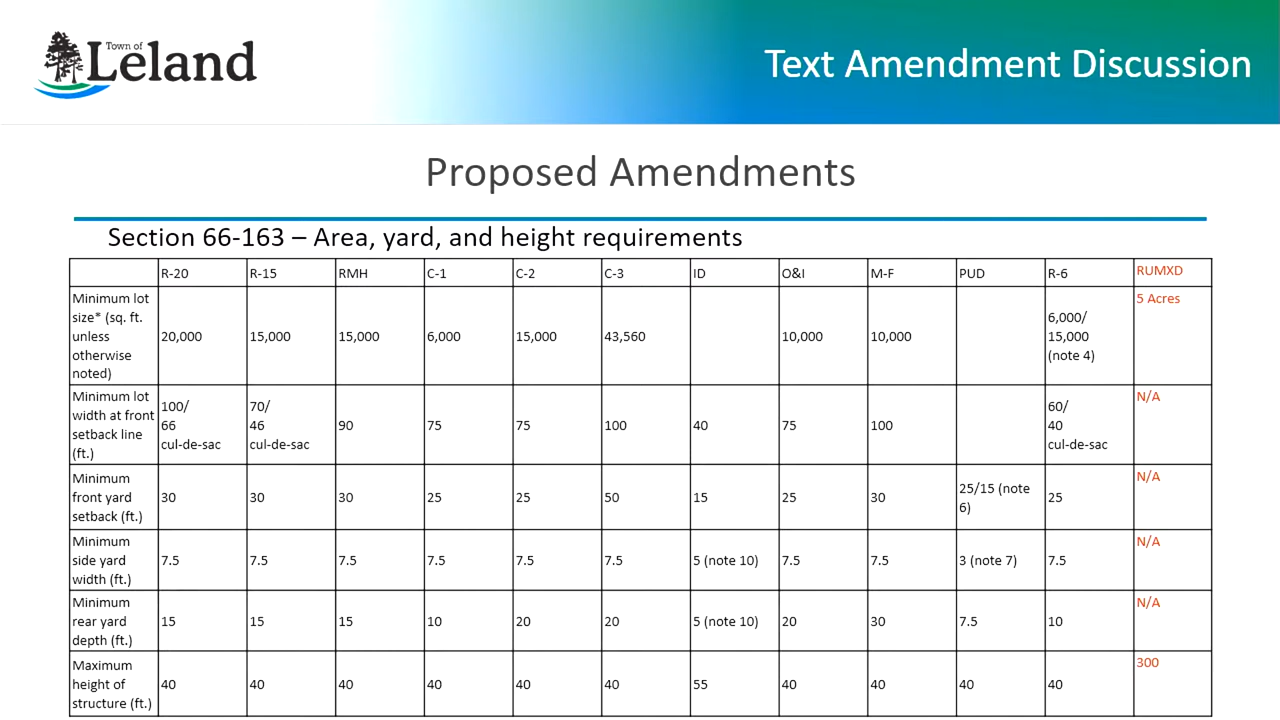 Town of
Leland
Text Amendment Discussion
Proposed Amendments
Section 66-163 – Area, yard, and height requirements
R-20 R-15 RMH C-1 C-2 C-3 ID O&I M-F PUD R-6 RUMXD
Minimum lot
size* (sq. ft.
unless
otherwise
noted)
20,000 15,000 15,000 6,000 15,000 43,560 10,000 10,000
6,000/
15,000
(note 4)
5 Acres
Minimum lot
width at front
setback line
(ft.)
100/
66
cul-de-sac
70/
46
cul-de-sac
90 75 75 100 40 75 100
60/
40
cul-de-sac
N/A
Minimum
front yard
setback (ft.)
30 30 30 25 25 50 15 25 30
25/15 (note
6)
25
N/A
Minimum
side yard
width (ft.)
7.5 7.5 7.5 7.5 7.5 7.5 5 (note 10) 7.5 7.5 3 (note 7) 7.5
N/A
Minimum
rear yard
depth (ft.)
15 15 15 10 20 20 5 (note 10) 20 30 7.5 10
N/A
Maximum
height of
structure (ft.)
40 40 40 40 40 40 55 40 40 40 40
300